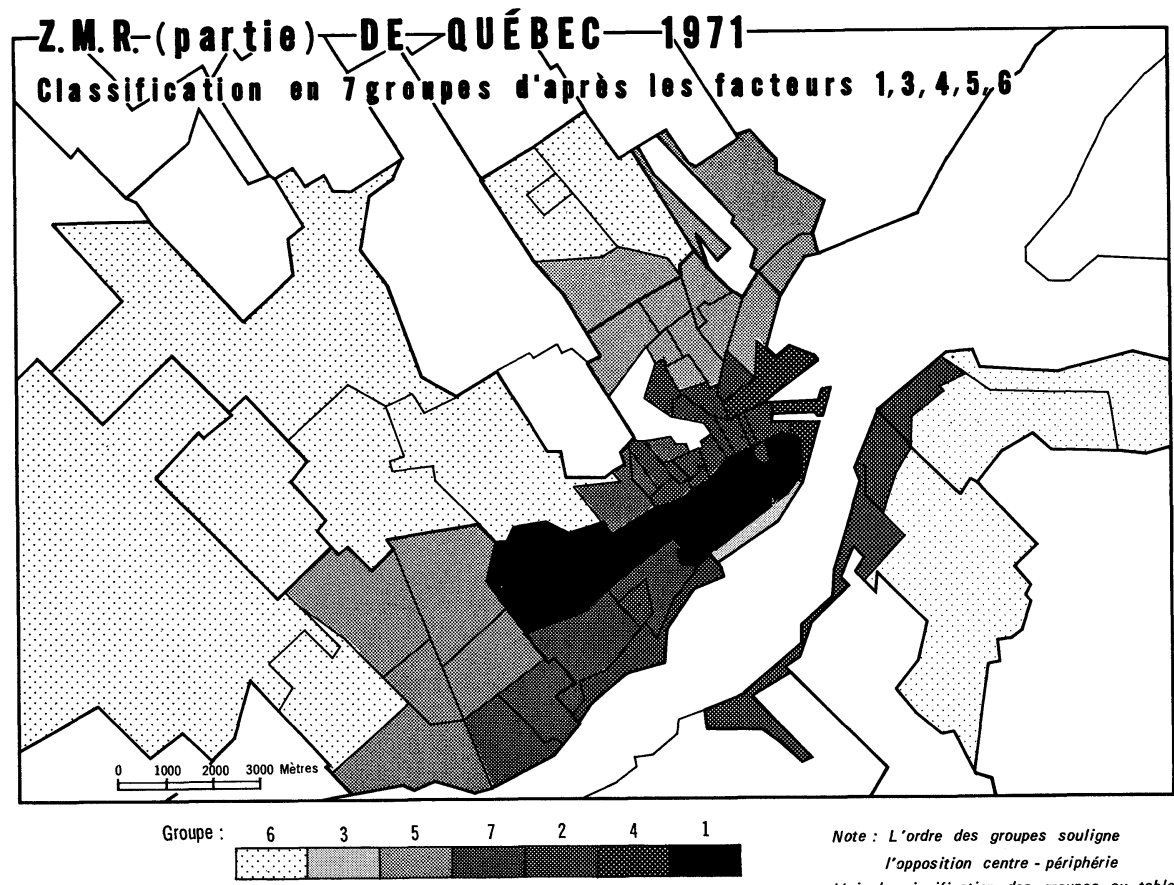 Z.M.R. (partie) DE QUÉBEC 1971
Classification en 7 groupes d'après les facteurs 1,3,4,5,6
0 1000 2000 3000 Mètres
Groupe : 6 3 5 7 2 4 1
Note : L'ordre des groupes souligne
l'opposition centre - périphérie